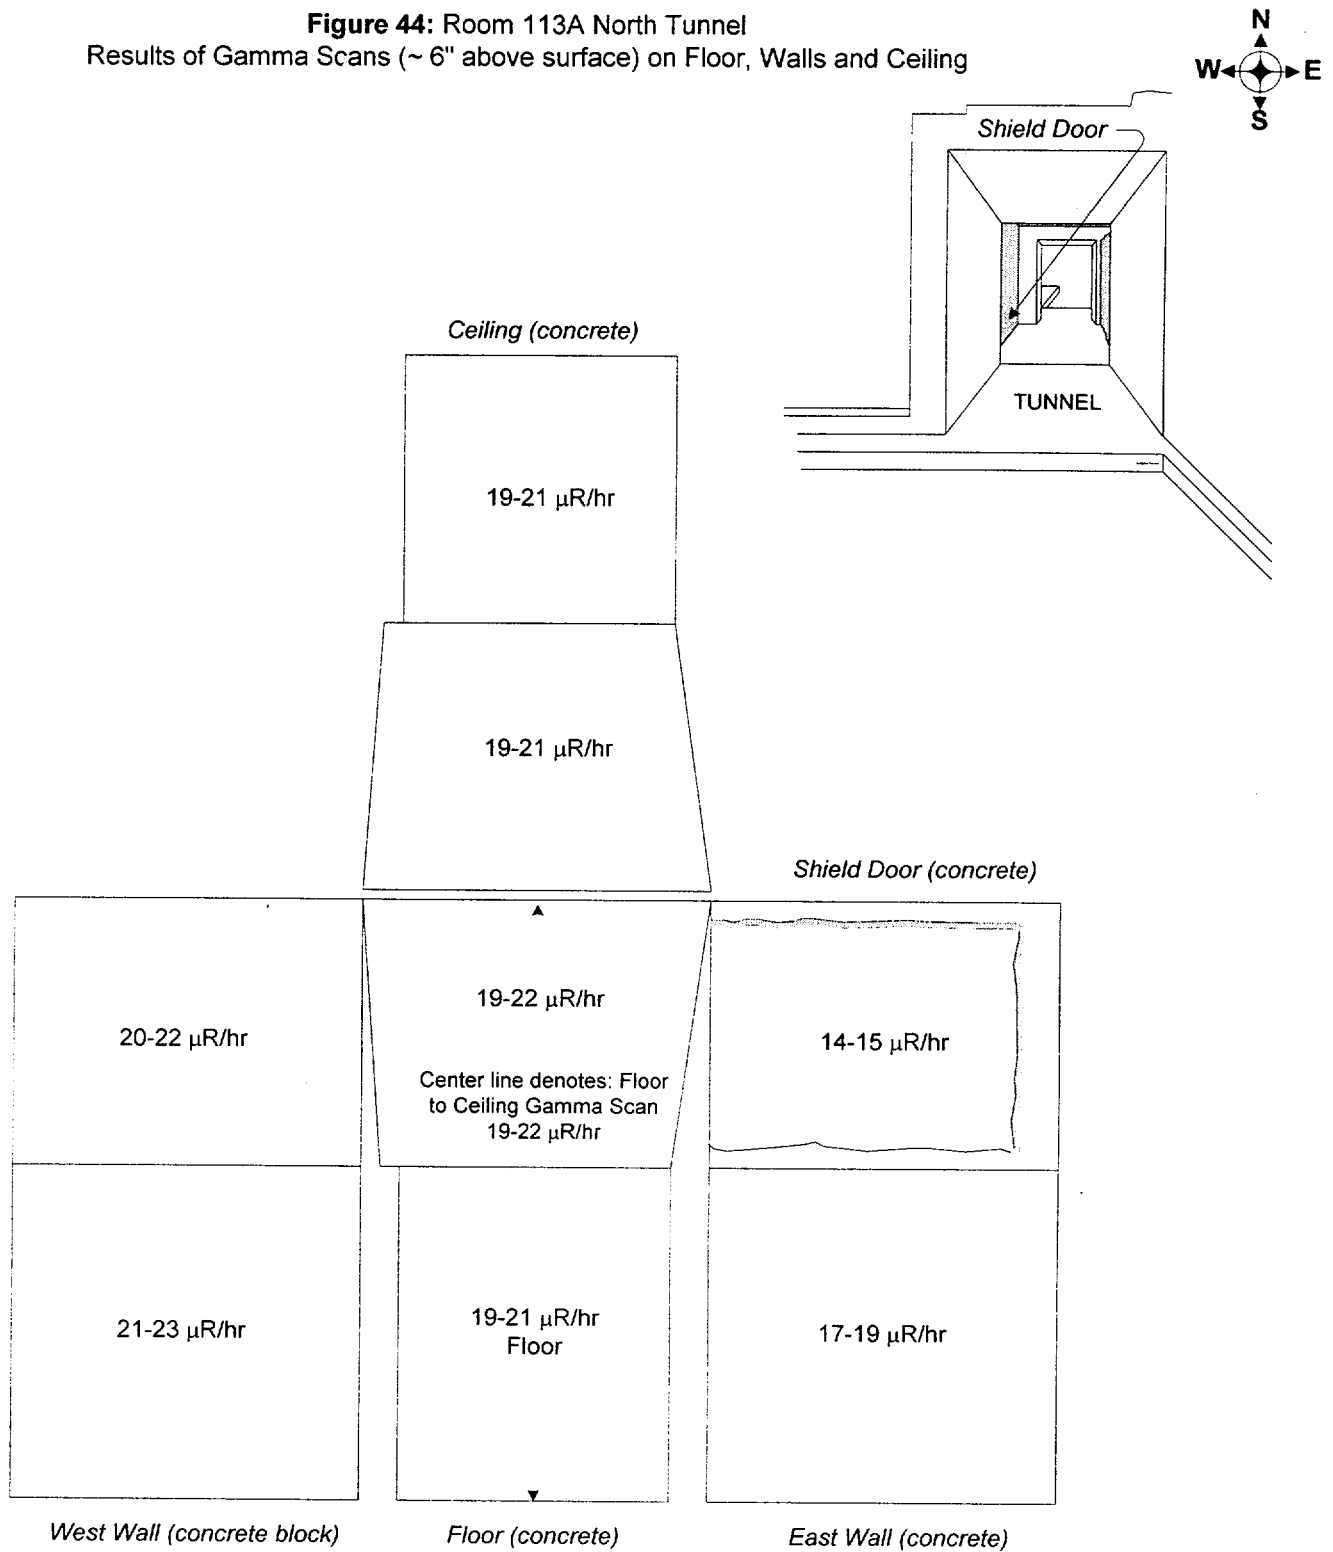 Figure 44: Room 113A North Tunnel
Results of Gamma Scans (~ 6" above surface) on Floor, Walls and Ceiling
N
W E
S
Shield Door
TUNNEL
Ceiling (concrete)
19-21 µR/hr
19-21 µR/hr
Shield Door (concrete)
19-22 µR/hr
20-22 µR/hr
14-15 µR/hr
Center line denotes: Floor
to Ceiling Gamma Scan
19-22 µR/hr
21-23 µR/hr
19-21 µR/hr
Floor
17-19 µR/hr
West Wall (concrete block)
Floor (concrete)
East Wall (concrete)